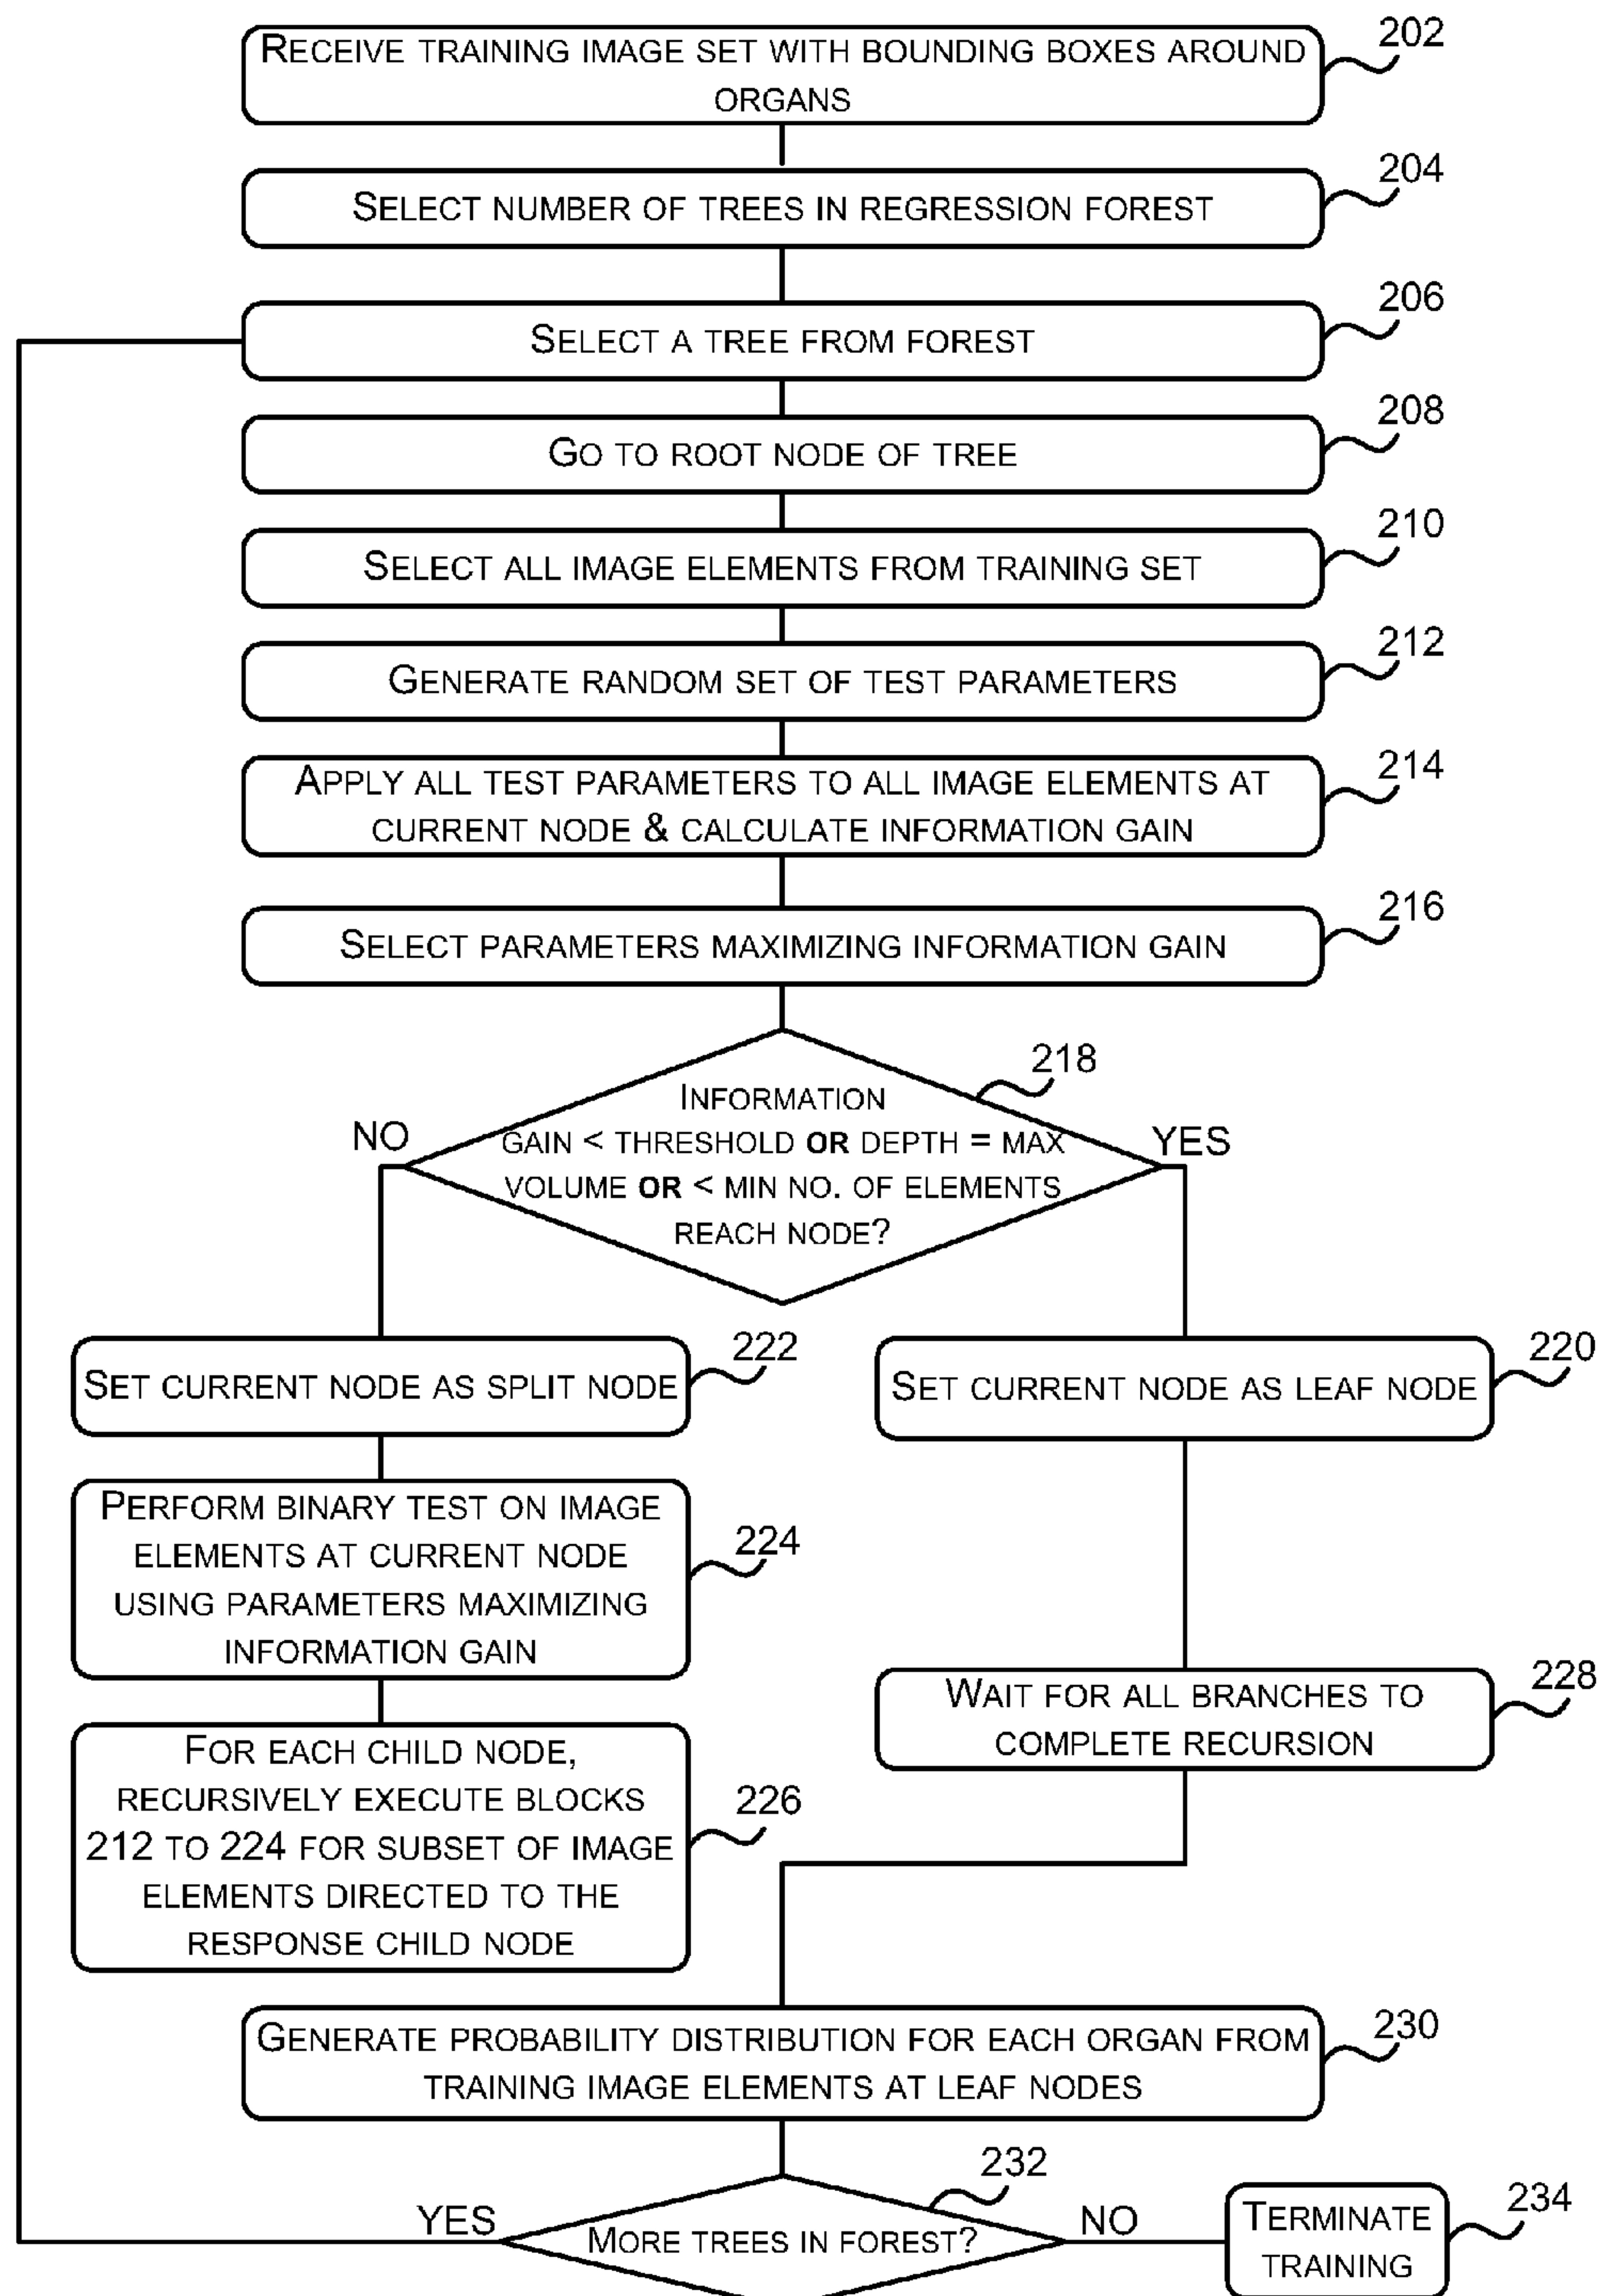 RECEIVE TRAINING IMAGE SET WITH BOUNDING BOXES AROUND
ORGANS
202
SELECT NUMBER OF TREES IN REGRESSION FOREST
204
SELECT A TREE FROM FOREST
206
GO TO ROOT NODE OF TREE
208
SELECT ALL IMAGE ELEMENTS FROM TRAINING SET
210
GENERATE RANDOM SET OF TEST PARAMETERS
212
APPLY ALL TEST PARAMETERS TO ALL IMAGE ELEMENTS AT
CURRENT NODE & CALCULATE INFORMATION GAIN
214
SELECT PARAMETERS MAXIMIZING INFORMATION GAIN
216
INFORMATION
GAIN < THRESHOLD OR DEPTH = MAX
VOLUME OR < MIN NO. OF ELEMENTS
REACH NODE?
218
NO
YES
SET CURRENT NODE AS SPLIT NODE
222
SET CURRENT NODE AS LEAF NODE
220
PERFORM BINARY TEST ON IMAGE
ELEMENTS AT CURRENT NODE
USING PARAMETERS MAXIMIZING
INFORMATION GAIN
224
WAIT FOR ALL BRANCHES TO
COMPLETE RECURSION
228
FOR EACH CHILD NODE,
RECURSIVELY EXECUTE BLOCKS
212 TO 224 FOR SUBSET OF IMAGE
ELEMENTS DIRECTED TO THE
RESPONSE CHILD NODE
226
GENERATE PROBABILITY DISTRIBUTION FOR EACH ORGAN FROM
TRAINING IMAGE ELEMENTS AT LEAF NODES
230
MORE TREES IN FOREST?
232
YES
NO
TERMINATE
TRAINING
234